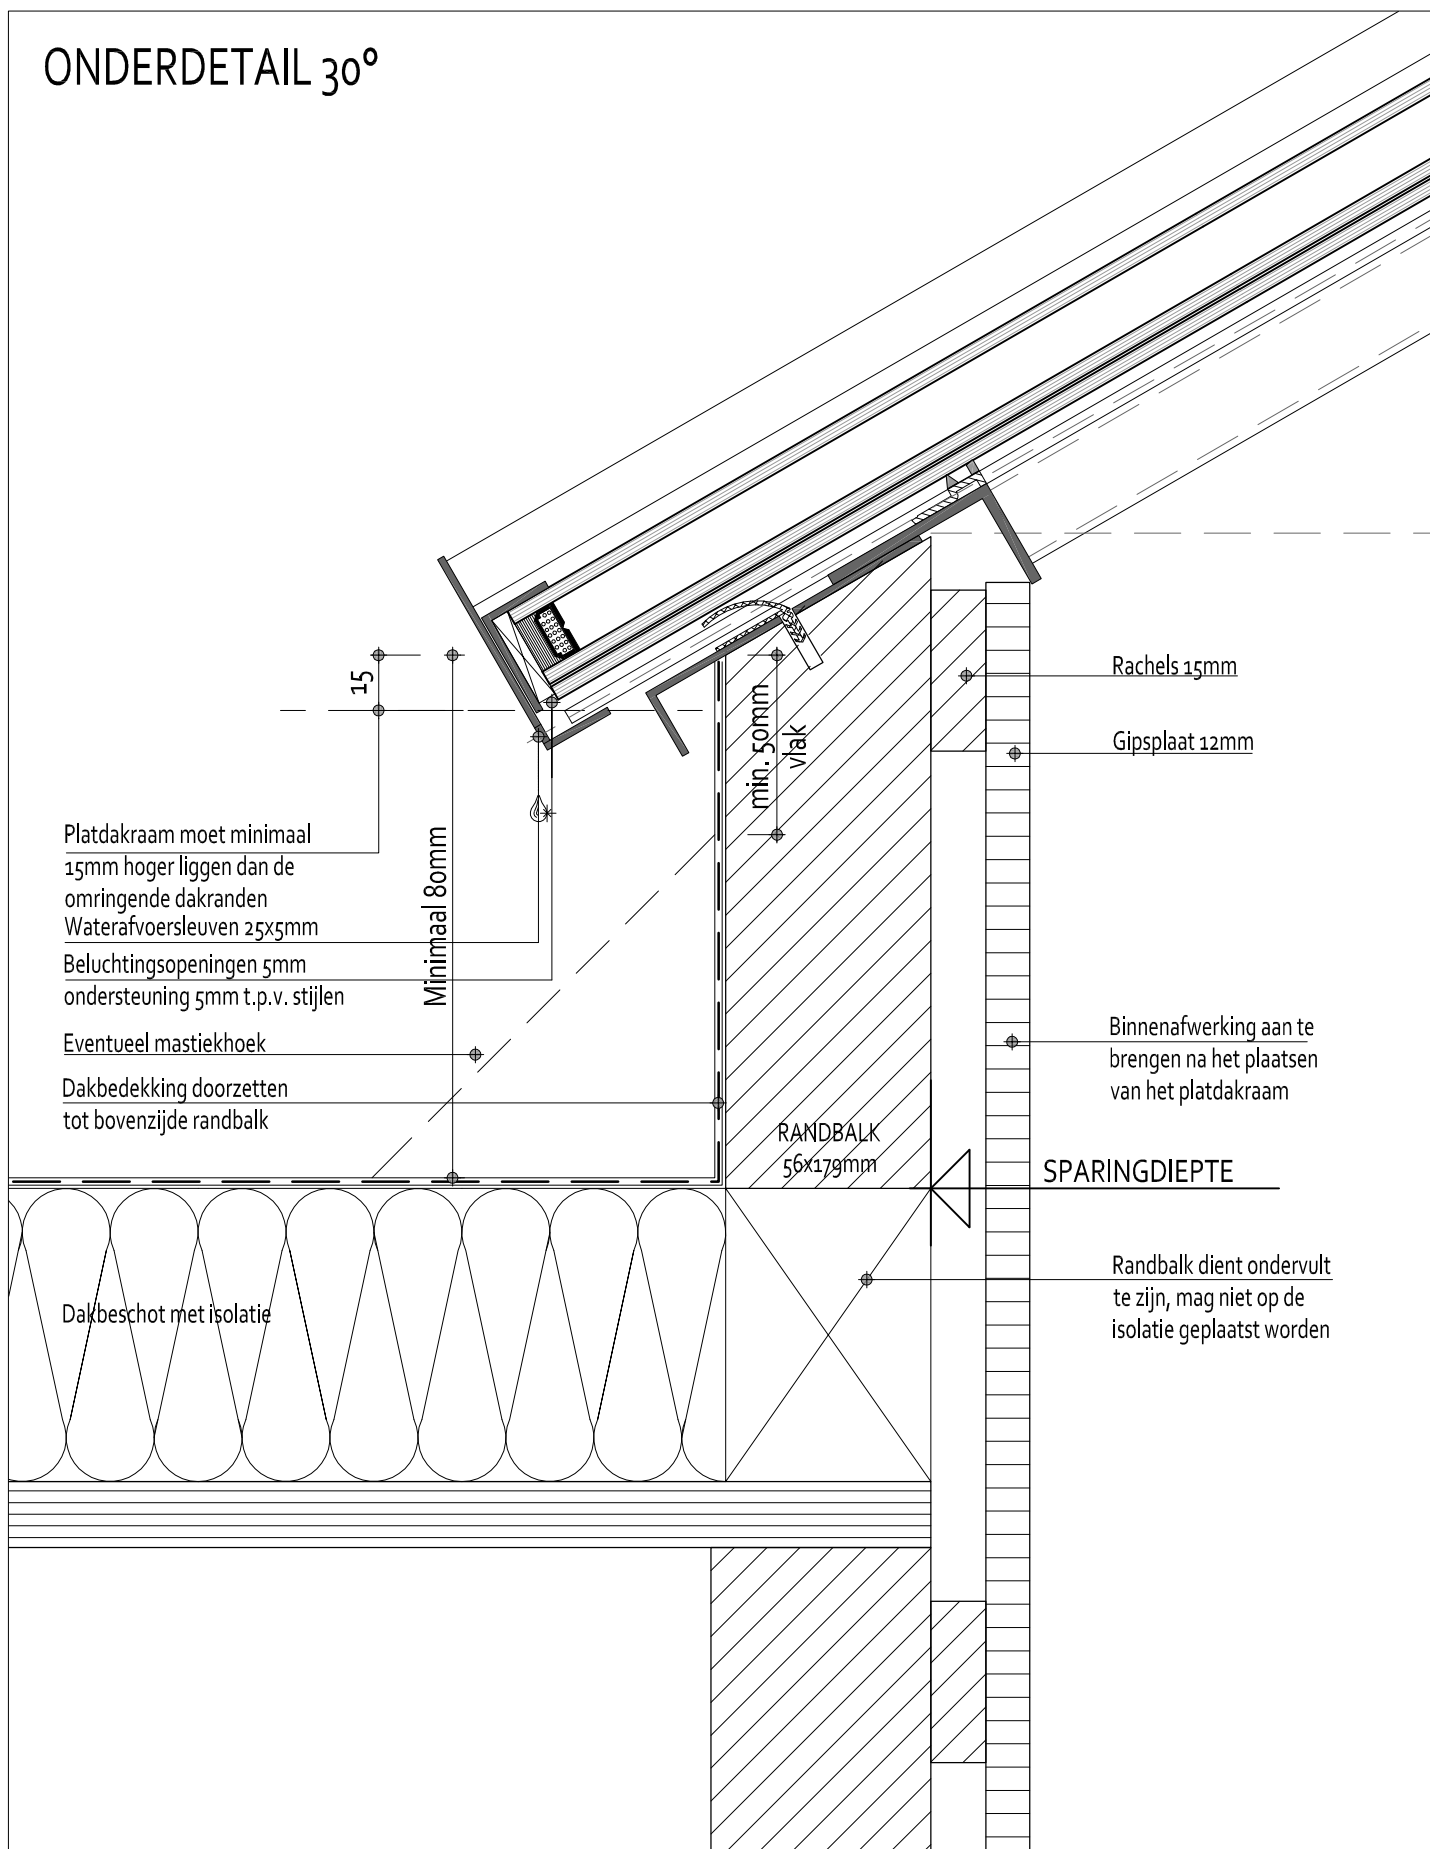 ONDERDETAIL 30°
15
Minimaal 80mm
min. 50mm
vlak
Platdakraam moet minimaal
15mm hoger liggen dan de
omringende dakranden
Waterafvoersleuven 25x5mm
Beluchtingsopeningen 5mm
ondersteuning 5mm t.p.v. stijlen
Eventueel mastiekhoek
Dakbedekking doorzetten
tot bovenzijde randbalk
Dakbeschot met isolatie
RANDBALK
56x179mm
Rachels 15mm
Gipsplaat 12mm
Binnenafwerking aan te
brengen na het plaatsen
van het platdakraam
SPARINGDIEPTE
Randbalk dient ondervult
te zijn, mag niet op de
isolatie geplaatst worden